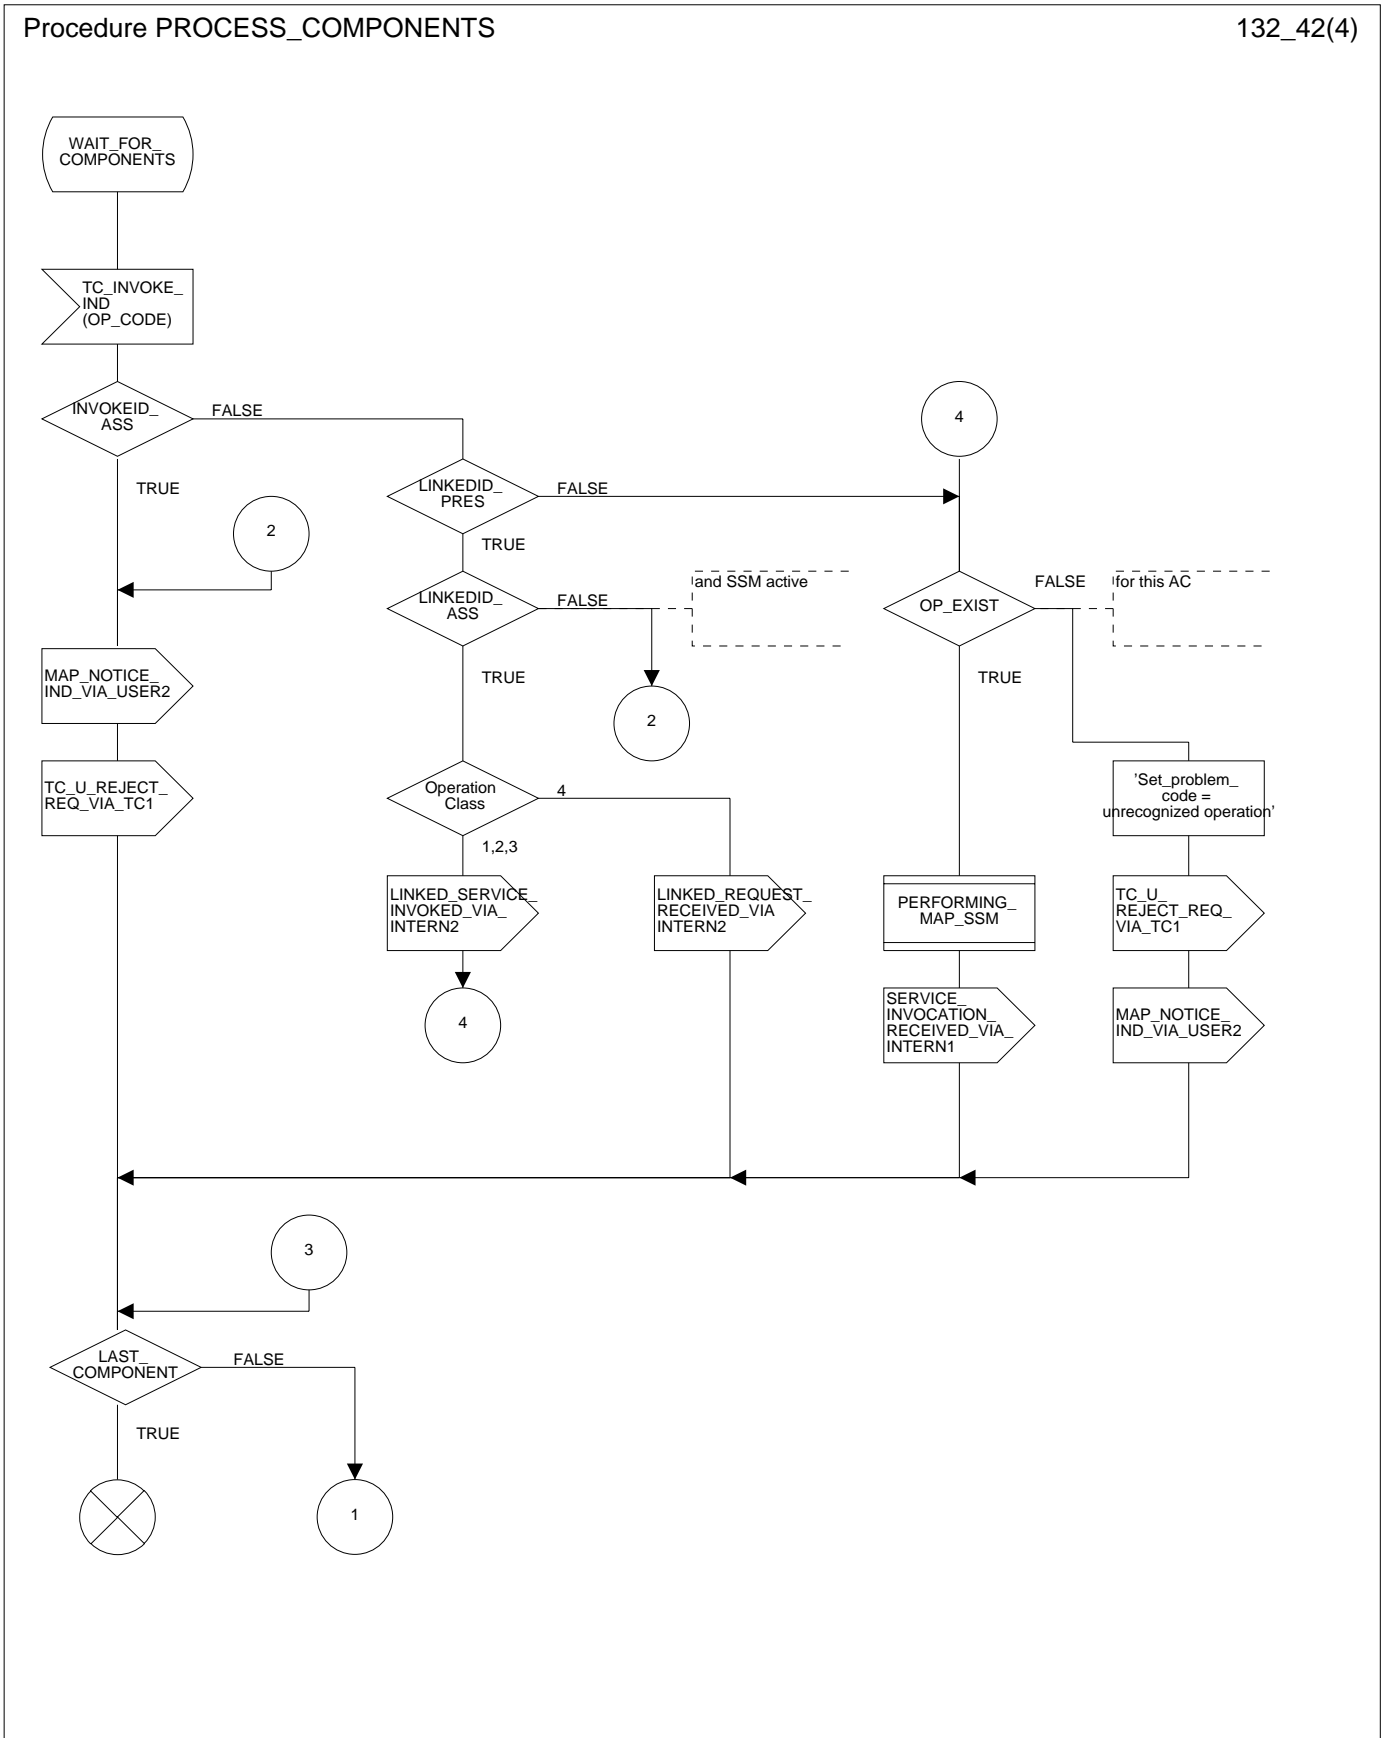 Procedure PROCESS_COMPONENTS
132_42(4)
WAIT_FOR_
COMPONENTS
TC_INVOKE_
IND
(OP_CODE)
INVOKEID_
ASS
FALSE
4
TRUE
LINKEDID_
PRES
FALSE
2
TRUE
LINKEDID_
ASS
FALSE
and SSM active
OP_EXIST
FALSE
for this AC
MAP_NOTICE_
IND_VIA_USER2
TRUE
2
TRUE
TC_U_REJECT_
REQ_VIA_TC1
Operation
Class
4
'Set_problem_
code =
unrecognized operation'
1,2,3
LINKED_SERVICE_
INVOKED_VIA_
INTERN2
LINKED_REQUEST_
RECEIVED_VIA
INTERN2
PERFORMING_
MAP_SSM
TC_U_
REJECT_REQ_
VIA_TC1
4
SERVICE_
INVOCATION_
RECEIVED_VIA_
INTERN1
MAP_NOTICE_
IND_VIA_USER2
3
LAST_
COMPONENT
FALSE
TRUE
1